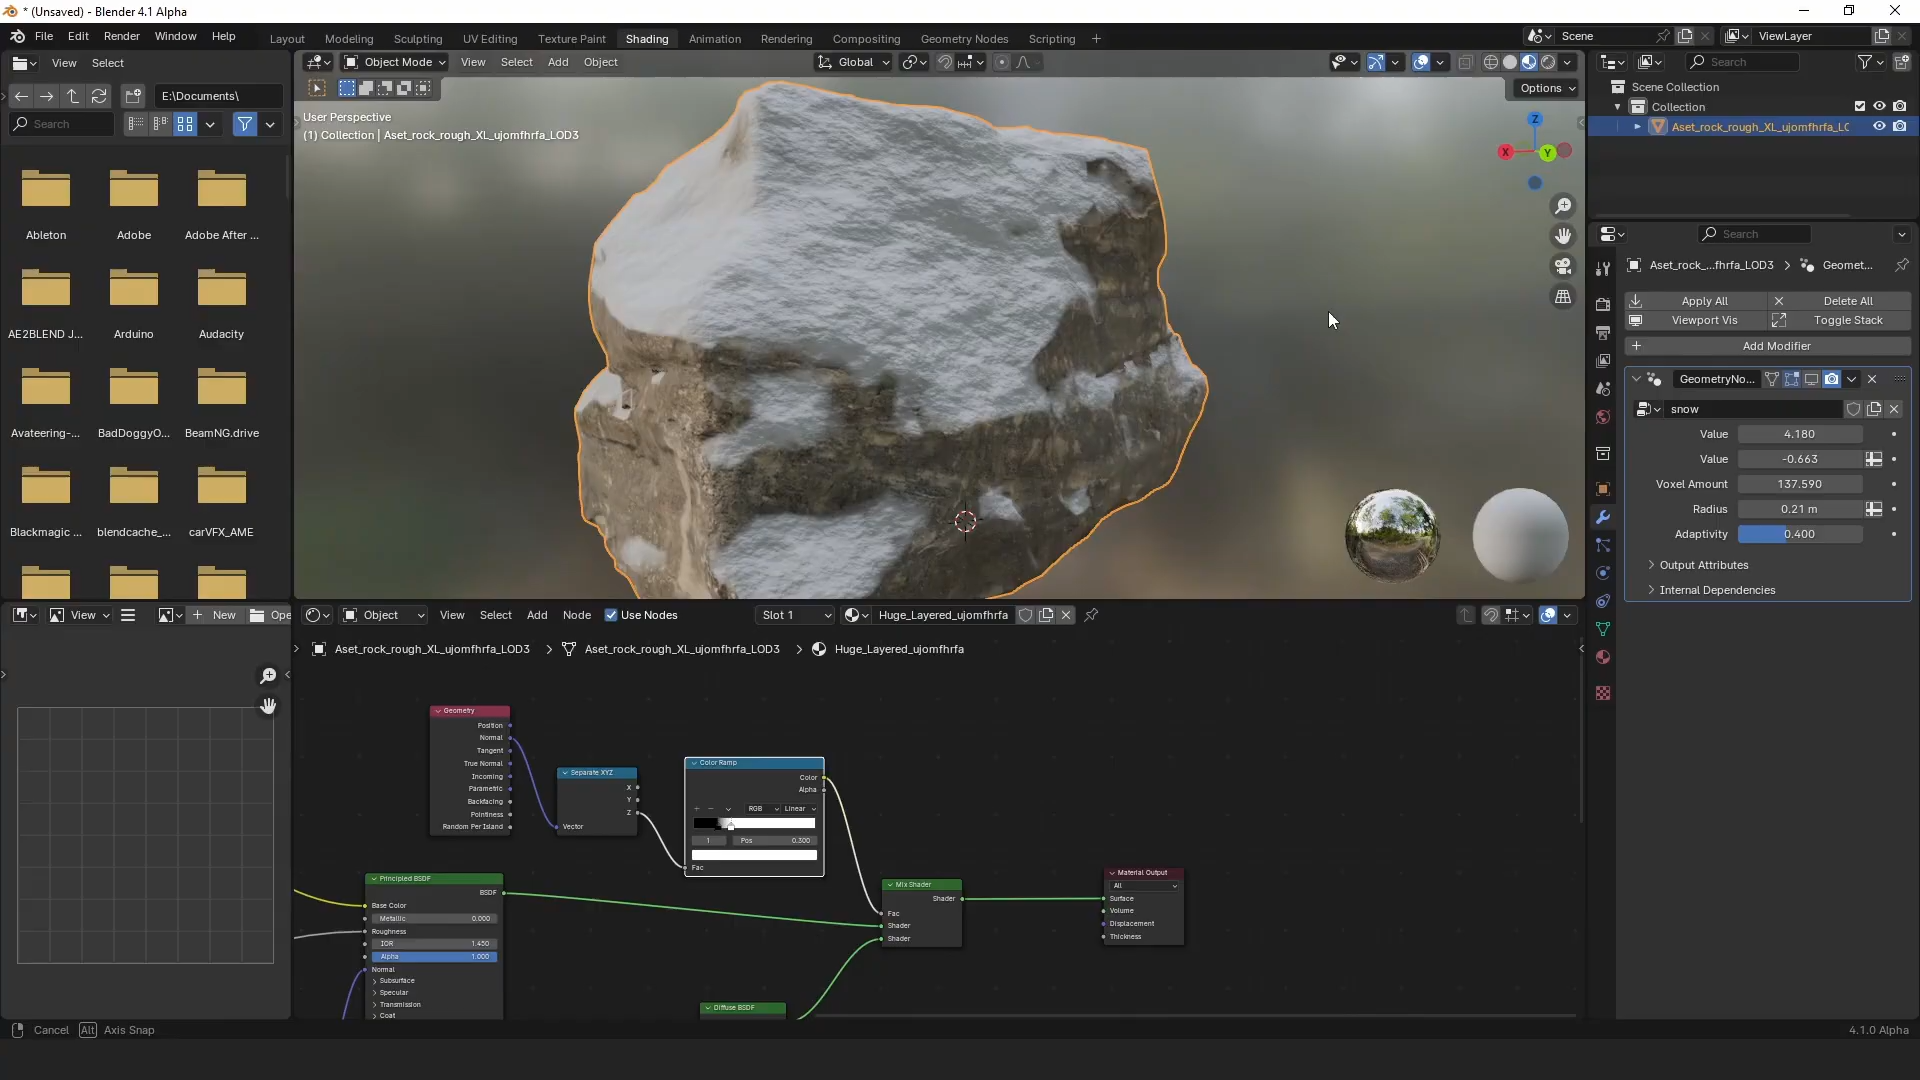 * (Unsaved) - Blender 4.1 Alpha
File Edit Render Window Help
Layout Modeling Sculpting UV Editing Texture Paint Shading Animation Rendering Compositing Geometry Nodes Scripting +
Scene
ViewLayer
View Select
Object Mode View Select Add Object
Global
Search
E:\Documents\
Options
Scene Collection
Collection
Aset_rock_rough_XL_ujomfhrfa_LC
Search
User Perspective
(1) Collection | Aset_rock_rough_XL_ujomfhrfa_LOD3
Z
X
Y
Ableton Adobe Adobe After ...
AE2BLEND J... Arduino Audacity
Avateering-... BadDoggyO... BeamNG.drive
Blackmagic ... blendcache_... carVFX_AME
Search
Aset_rock_...fhrfa_LOD3 > Geomet...
Apply All Delete All
Viewport Vis Toggle Stack
Add Modifier
GeometryNo...
snow
Value 4.180
Value -0.663
Voxel Amount 137.590
Radius 0.21 m
Adaptivity 0.400
Output Attributes
Internal Dependencies
View New Ope
Object View Select Add Node Use Nodes Slot 1 Huge_Layered_ujomfhrfa
Aset_rock_rough_XL_ujomfhrfa_LOD3 > Aset_rock_rough_XL_ujomfhrfa_LOD3 > Huge_Layered_ujomfhrfa
Geometry
Position
Normal
Tangent
True Normal
Incoming
Parametric
Backfacing
Pointiness
Random Per Island
Separate XYZ
X
Y
Z
Vector
Color Ramp
Color
Alpha
RGB Linear
1 Pos 0.300
Fac
Principled BSDF
BSDF
Base Color
Metallic 0.000
Roughness
IOR 1.450
Alpha 1.000
Normal
Subsurface
Specular
Transmission
Coat
Diffuse BSDF
Mix Shader
Shader
Fac
Shader
Shader
Material Output
All
Surface
Volume
Displacement
Thickness
Cancel Alt Axis Snap
4.1.0 Alpha